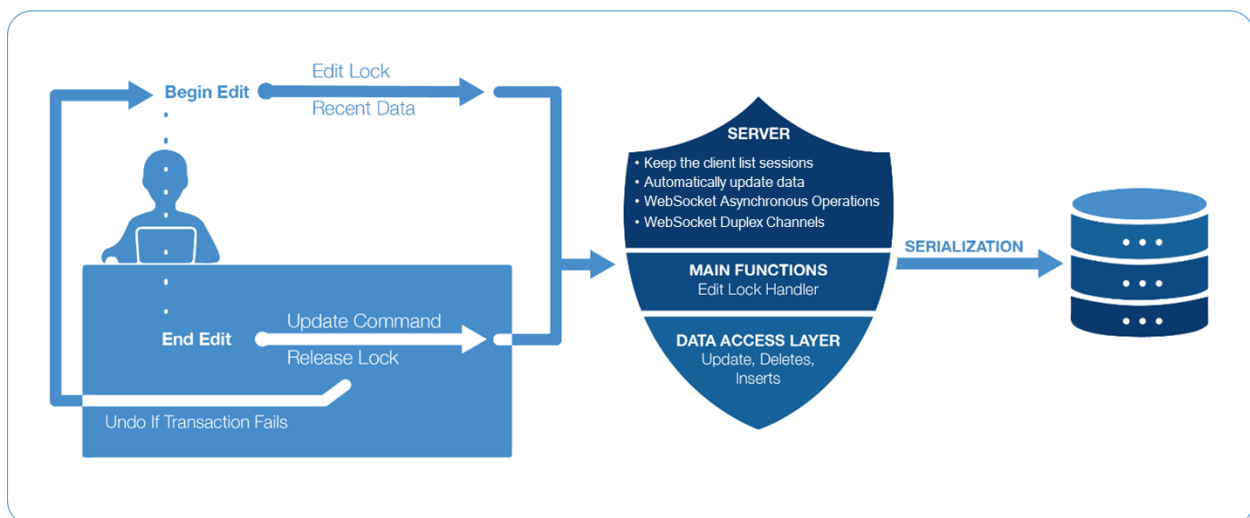 Begin Edit
Edit Lock
Recent Data
End Edit
Update Command
Release Lock
Undo If Transaction Fails
SERVER
• Keep the client list sessions
• Automatically update data
• WebSocket Asynchronous Operations
• WebSocket Duplex Channels
MAIN FUNCTIONS
Edit Lock Handler
DATA ACCESS LAYER
Update, Deletes,
Inserts
SERIALIZATION